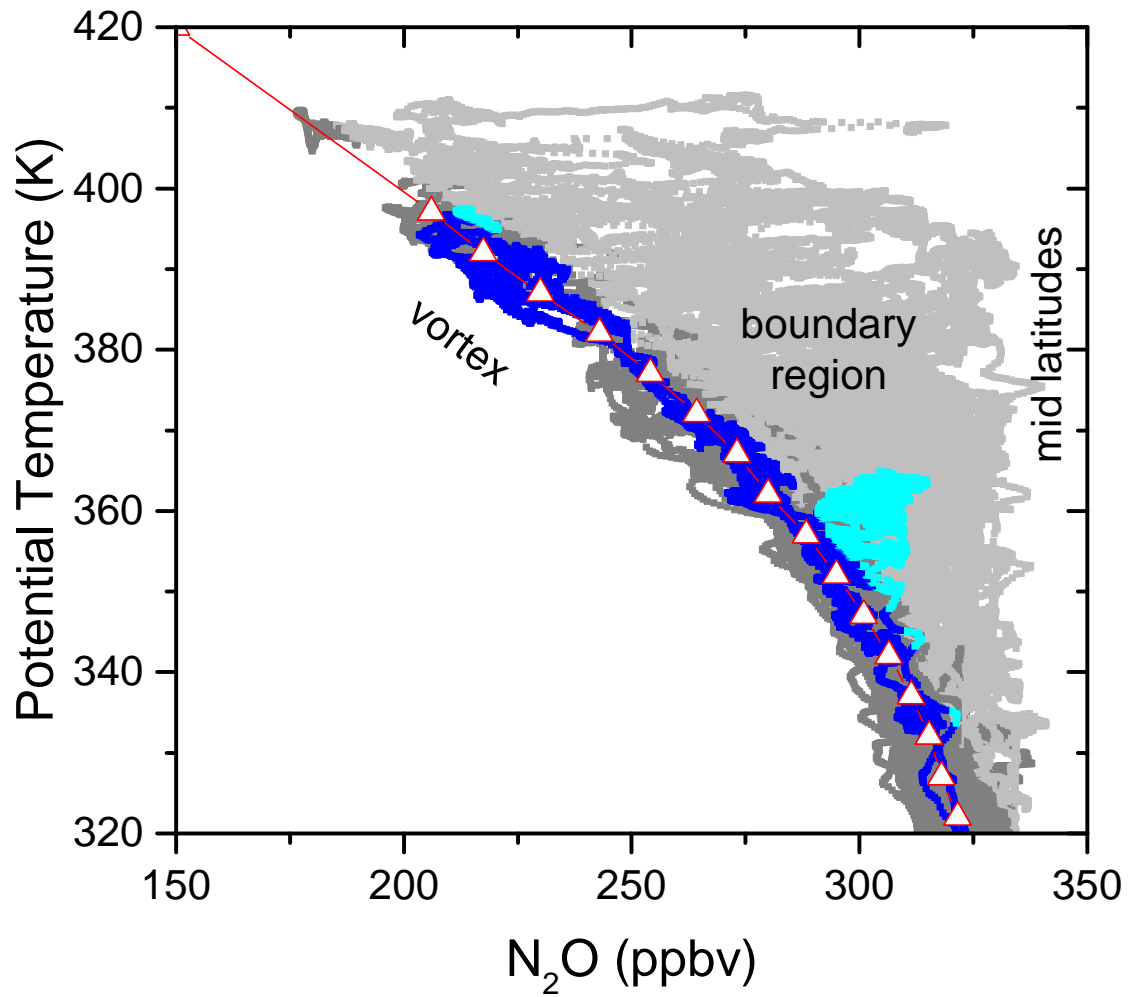 420
400
380
360
340
320
Potential Temperature (K)
vortex
boundary
region
mid latitudes
150
200
250
300
350
N₂O (ppbv)